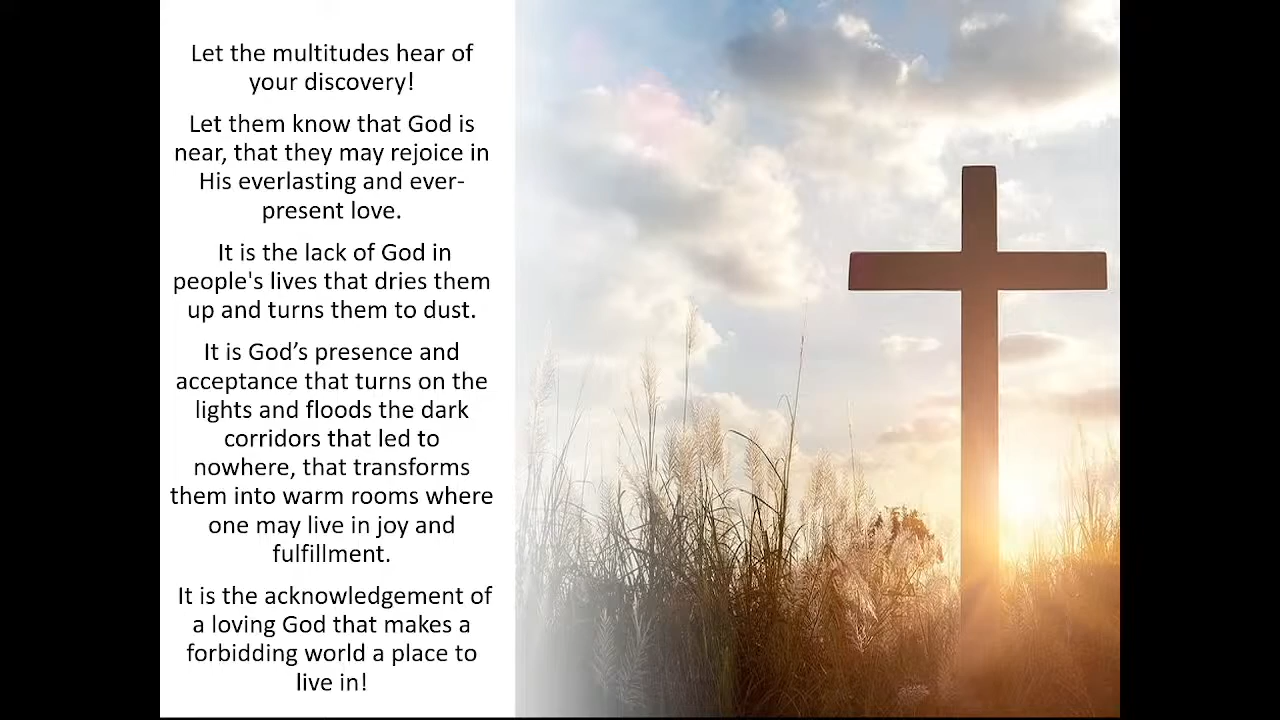 Let the multitudes hear of
your discovery!
Let them know that God is
near, that they may rejoice in
His everlasting and ever-
present love.
It is the lack of God in
people's lives that dries them
up and turns them to dust.
It is God’s presence and
acceptance that turns on the
lights and floods the dark
corridors that led to
nowhere, that transforms
them into warm rooms where
one may live in joy and
fulfillment.
It is the acknowledgement of
a loving God that makes a
forbidding world a place to
live in!